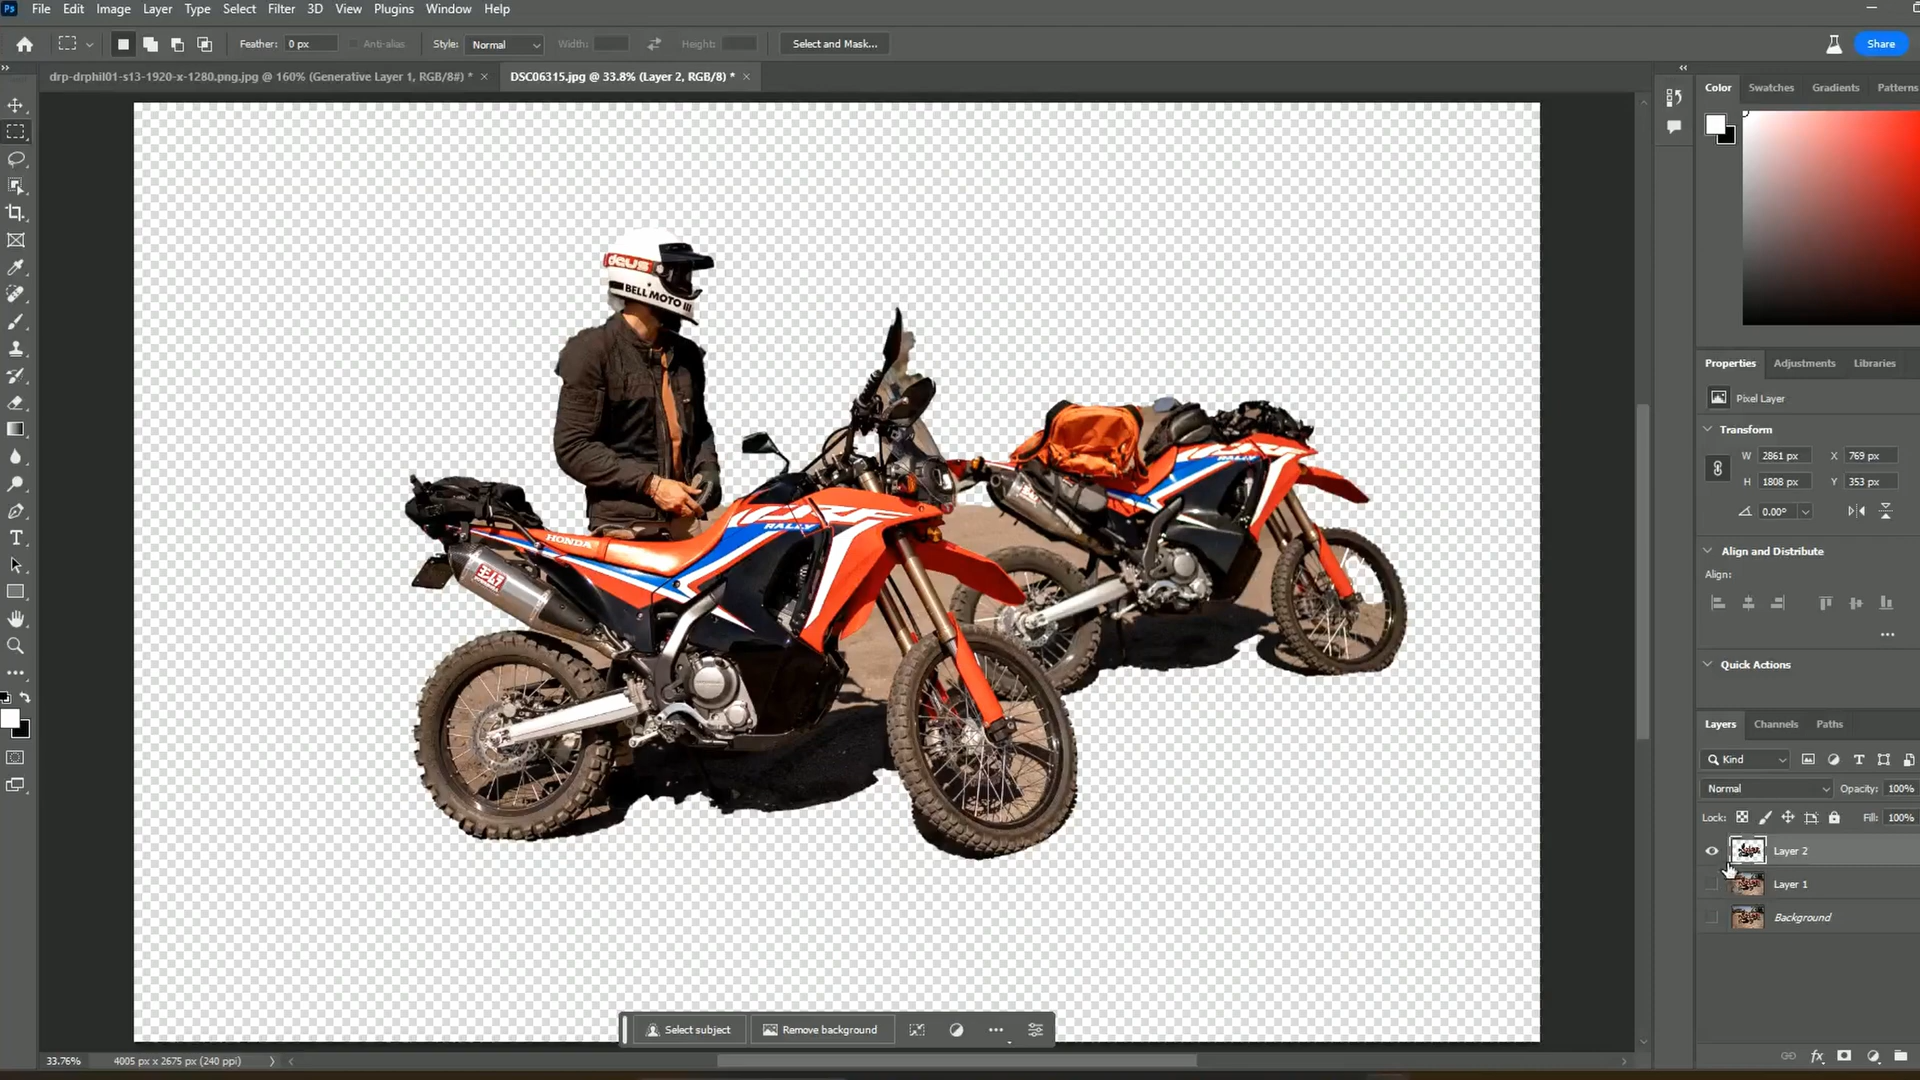 Ps File Edit Image Layer Type Select Filter 3D View Plugins Window Help
Feather: 0 px Anti-alias Style: Normal Width: Height: Select and Mask... Share
drp-drphil01-s13-1920-x-1280.png.jpg @ 160% (Generative Layer 1, RGB/8#) * ×
DSC06315.jpg @ 33.8% (Layer 2, RGB/8) * ×
Color Swatches Gradients Patterns
deus
BELL MOTO III
HONDA
CRF
RALLY
Properties Adjustments Libraries
Pixel Layer
Transform
W 2861 px X 769 px
H 1808 px Y 353 px
0.00°
Align and Distribute
Align:
Quick Actions
Layers Channels Paths
Kind
Normal Opacity: 100%
Lock: Fill: 100%
Layer 2
Layer 1
Background
Select subject Remove background
33.76% 4005 px x 2675 px (240 ppi)